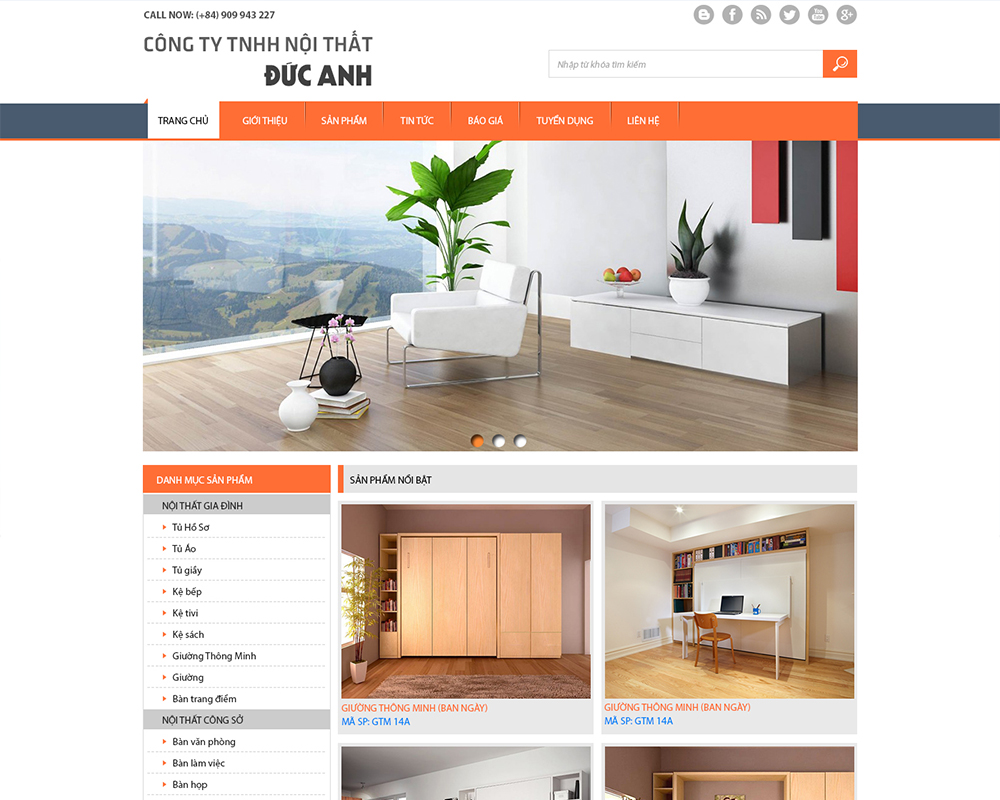 CALL NOW: (+84) 909 943 227
CÔNG TY TNHH NỘI THẤT
ĐỨC ANH
Nhập từ khóa tìm kiếm
TRANG CHỦ GIỚI THIỆU SẢN PHẨM TIN TỨC BÁO GIÁ TUYỂN DỤNG LIÊN HỆ
DANH MỤC SẢN PHẨM
NỘI THẤT GIA ĐÌNH
Tủ Hồ Sơ
Tủ Áo
Tủ giầy
Kệ bếp
Kệ tivi
Kệ sách
Giường Thông Minh
Giường
Bàn trang điểm
NỘI THẤT CÔNG SỞ
Bàn văn phòng
Bàn làm việc
Bàn họp
SẢN PHẨM NỔI BẬT
GIƯỜNG THÔNG MINH (BAN NGÀY)
MÃ SP: GTM 14A
GIƯỜNG THÔNG MINH (BAN NGÀY)
MÃ SP: GTM 14A